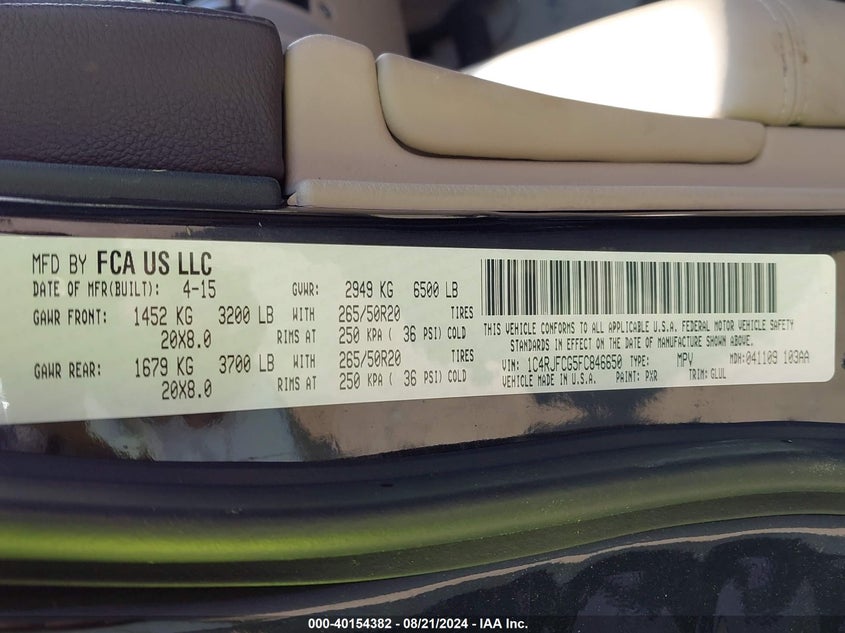 MFD BY FCA US LLC
DATE OF MFR(BUILT): 4-15 GVWR: 2949 KG 6500 LB
GAWR FRONT: 1452 KG 3200 LB WITH 265/50R20 TIRES
20X8.0 RIMS AT 250 KPA ( 36 PSI) COLD
GAWR REAR: 1679 KG 3700 LB WITH 265/50R20 TIRES
20X8.0 RIMS AT 250 KPA ( 36 PSI) COLD
THIS VEHICLE CONFORMS TO ALL APPLICABLE U.S.A. FEDERAL MOTOR VEHICLE SAFETY
STANDARDS IN EFFECT ON THE DATE OF MANUFACTURE SHOWN ABOVE.
VIN: 1C4RJFCG5FC846650 TYPE: MPV MDH: 041109 103AA
VEHICLE MADE IN U.S.A. PAINT: PXR TRIM: GLUL
000-40154382 - 08/21/2024 - IAA Inc.